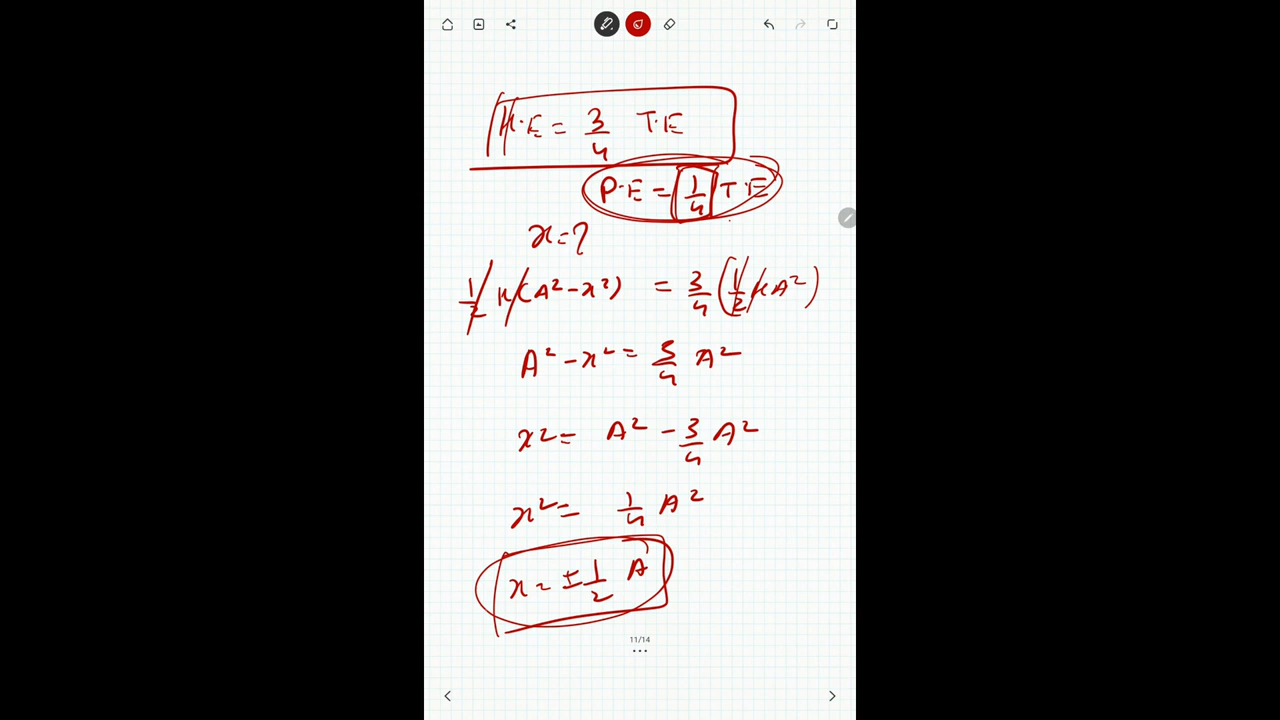 K.E = 3/4 T.E
P.E = 1/4 T.E
x = ?
1/2 K(A² - x²) = 3/4 (1/2 KA²)
A² - x² = 3/4 A²
x² = A² - 3/4 A²
x² = 1/4 A²
x = ± 1/2 A
11/14